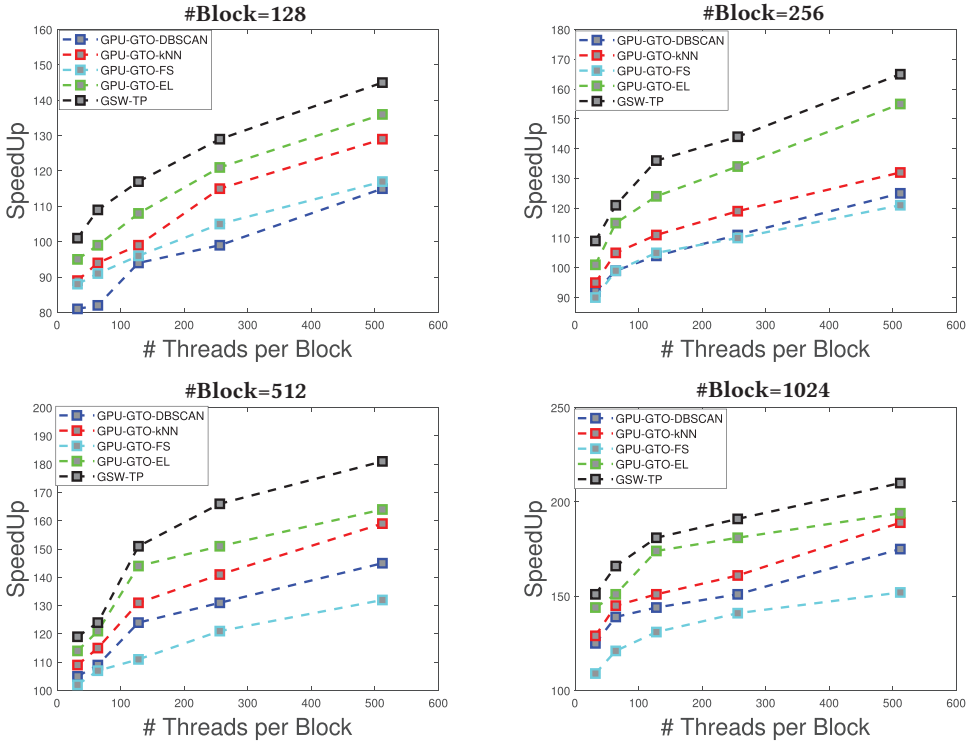 #Block=128
160
150
140
130
120
110
100
90
80
SpeedUp
GPU-GTO-DBSCAN
GPU-GTO-kNN
GPU-GTO-FS
GPU-GTO-EL
GSW-TP
0 100 200 300 400 500 600
# Threads per Block
#Block=256
180
170
160
150
140
130
120
110
100
90
SpeedUp
GPU-GTO-DBSCAN
GPU-GTO-kNN
GPU-GTO-FS
GPU-GTO-EL
GSW-TP
0 100 200 300 400 500 600
# Threads per Block
#Block=512
200
190
180
170
160
150
140
130
120
110
100
SpeedUp
GPU-GTO-DBSCAN
GPU-GTO-kNN
GPU-GTO-FS
GPU-GTO-EL
GSW-TP
0 100 200 300 400 500 600
# Threads per Block
#Block=1024
250
200
150
100
SpeedUp
GPU-GTO-DBSCAN
GPU-GTO-kNN
GPU-GTO-FS
GPU-GTO-EL
GSW-TP
0 100 200 300 400 500 600
# Threads per Block